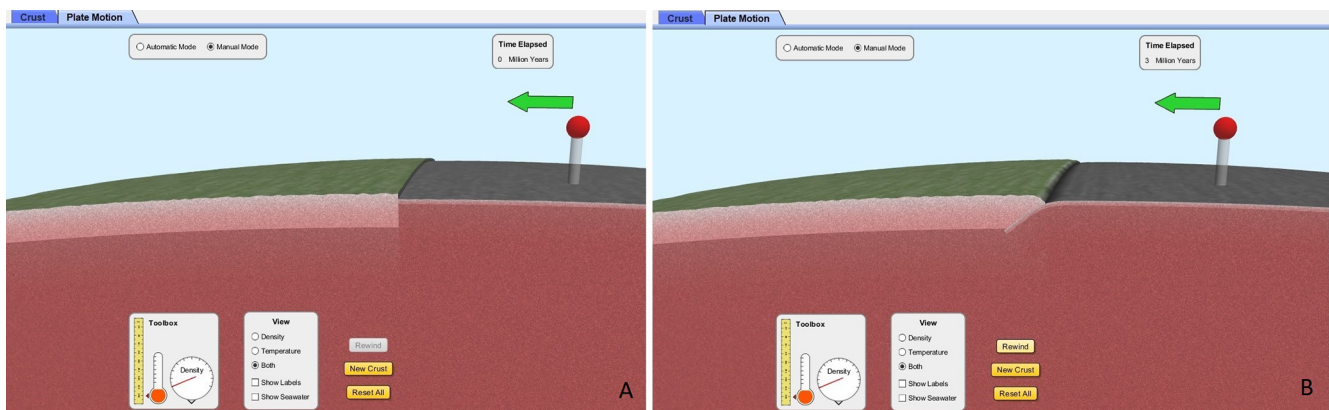 Crust Plate Motion
Automatic Mode Manual Mode
Time Elapsed
0 Million Years
Toolbox
Density
View
Density
Temperature
Both
Show Labels
Show Seawater
Rewind
New Crust
Reset All
A
Crust Plate Motion
Automatic Mode Manual Mode
Time Elapsed
3 Million Years
Toolbox
Density
View
Density
Temperature
Both
Show Labels
Show Seawater
Rewind
New Crust
Reset All
B